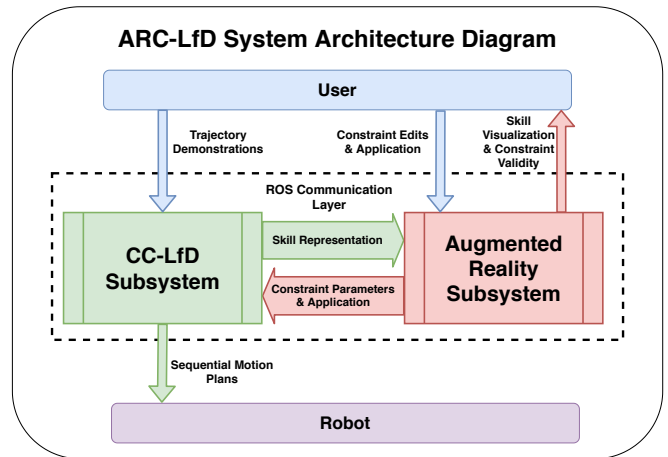 ARC-LfD System Architecture Diagram
User
Trajectory
Demonstrations
Constraint Edits
& Application
Skill
Visualization
& Constraint
Validity
ROS Communication
Layer
CC-LfD
Subsystem
Skill Representation
Constraint Parameters
& Application
Augmented
Reality
Subsystem
Sequential Motion
Plans
Robot